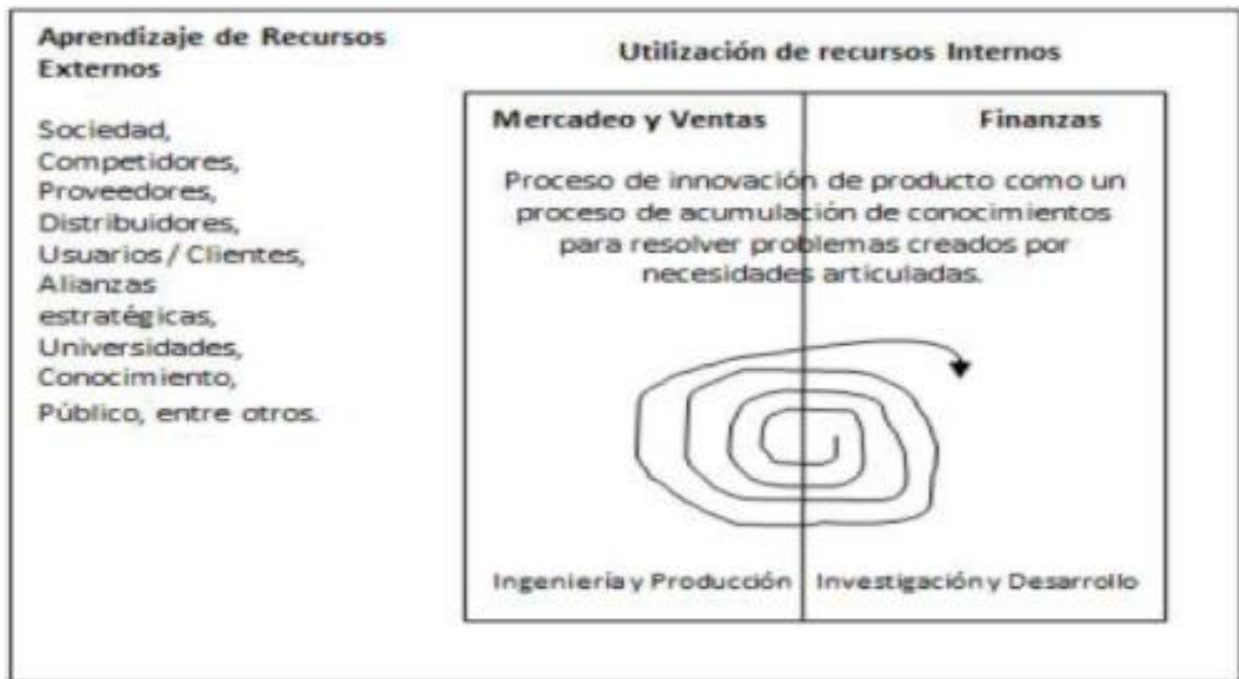 Aprendizaje de Recursos
Externos
Sociedad,
Competidores,
Proveedores,
Distribuidores,
Usuarios / Clientes,
Alianzas
estratégicas,
Universidades,
Conocimiento,
Público, entre otros.
Utilización de recursos Internos
Mercadeo y Ventas
Finanzas
Proceso de innovación de producto como un
proceso de acumulación de conocimientos
para resolver problemas creados por
necesidades articuladas.
Ingeniería y Producción
Investigación y Desarrollo